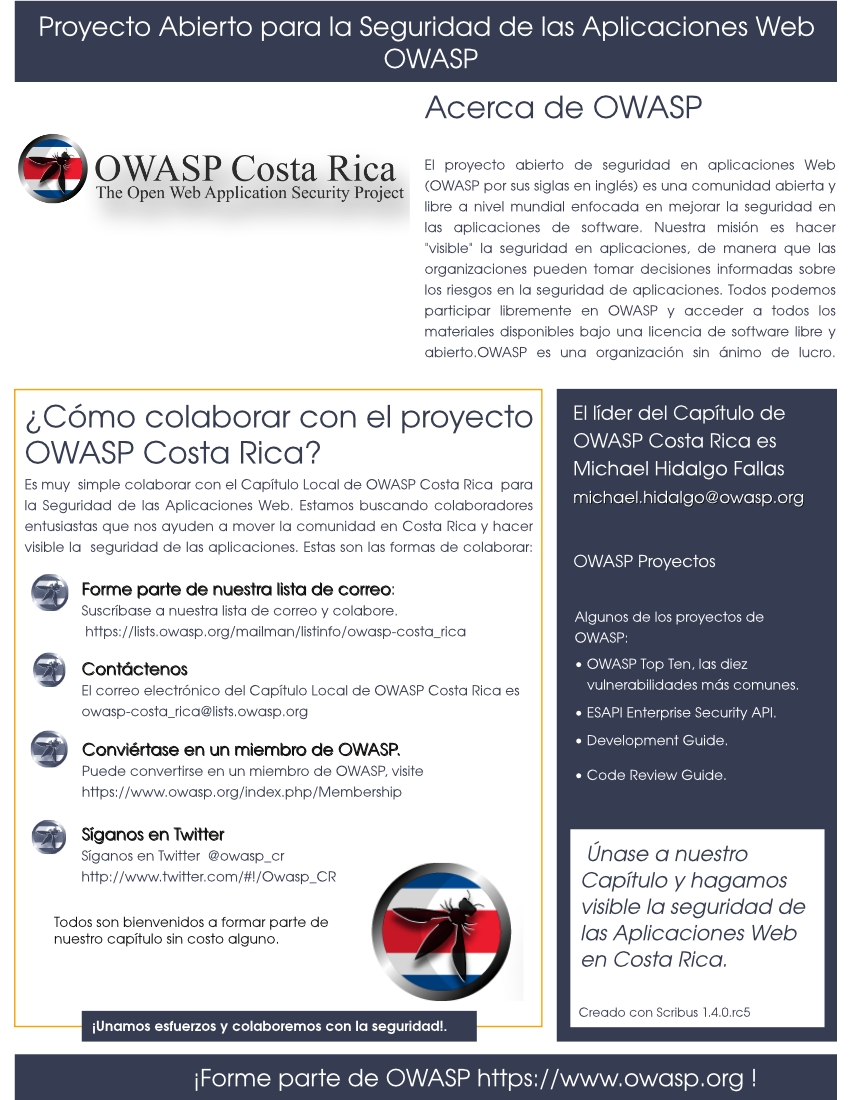 Proyecto Abierto para la Seguridad de las Aplicaciones Web
OWASP
OWASP Costa Rica
The Open Web Application Security Project
Acerca de OWASP
El proyecto abierto de seguridad en aplicaciones Web
(OWASP por sus siglas en inglés) es una comunidad abierta y
libre a nivel mundial enfocada en mejorar la seguridad en
las aplicaciones de software. Nuestra misión es hacer
"visible" la seguridad en aplicaciones, de manera que las
organizaciones pueden tomar decisiones informadas sobre
los riesgos en la seguridad de aplicaciones. Todos podemos
participar libremente en OWASP y acceder a todos los
materiales disponibles bajo una licencia de software libre y
abierto.OWASP es una organización sin ánimo de lucro.
¿Cómo colaborar con el proyecto
OWASP Costa Rica?
Es muy simple colaborar con el Capítulo Local de OWASP Costa Rica para
la Seguridad de las Aplicaciones Web. Estamos buscando colaboradores
entusiastas que nos ayuden a mover la comunidad en Costa Rica y hacer
visible la seguridad de las aplicaciones. Estas son las formas de colaborar:
Forme parte de nuestra lista de correo:
Suscríbase a nuestra lista de correo y colabore.
https://lists.owasp.org/mailman/listinfo/owasp-costa_rica
Contáctenos
El correo electrónico del Capítulo Local de OWASP Costa Rica es
owasp-costa_rica@lists.owasp.org
Conviértase en un miembro de OWASP.
Puede convertirse en un miembro de OWASP, visite
https://www.owasp.org/index.php/Membership
Síganos en Twitter
Síganos en Twitter @owasp_cr
http://www.twitter.com/#!/Owasp_CR
Todos son bienvenidos a formar parte de
nuestro capítulo sin costo alguno.
¡Unamos esfuerzos y colaboremos con la seguridad!.
El líder del Capítulo de
OWASP Costa Rica es
Michael Hidalgo Fallas
michael.hidalgo@owasp.org
OWASP Proyectos
Algunos de los proyectos de
OWASP:
• OWASP Top Ten, las diez
vulnerabilidades más comunes.
• ESAPI Enterprise Security API.
• Development Guide.
• Code Review Guide.
Únase a nuestro
Capítulo y hagamos
visible la seguridad de
las Aplicaciones Web
en Costa Rica.
Creado con Scribus 1.4.0.rc5
¡Forme parte de OWASP https://www.owasp.org !